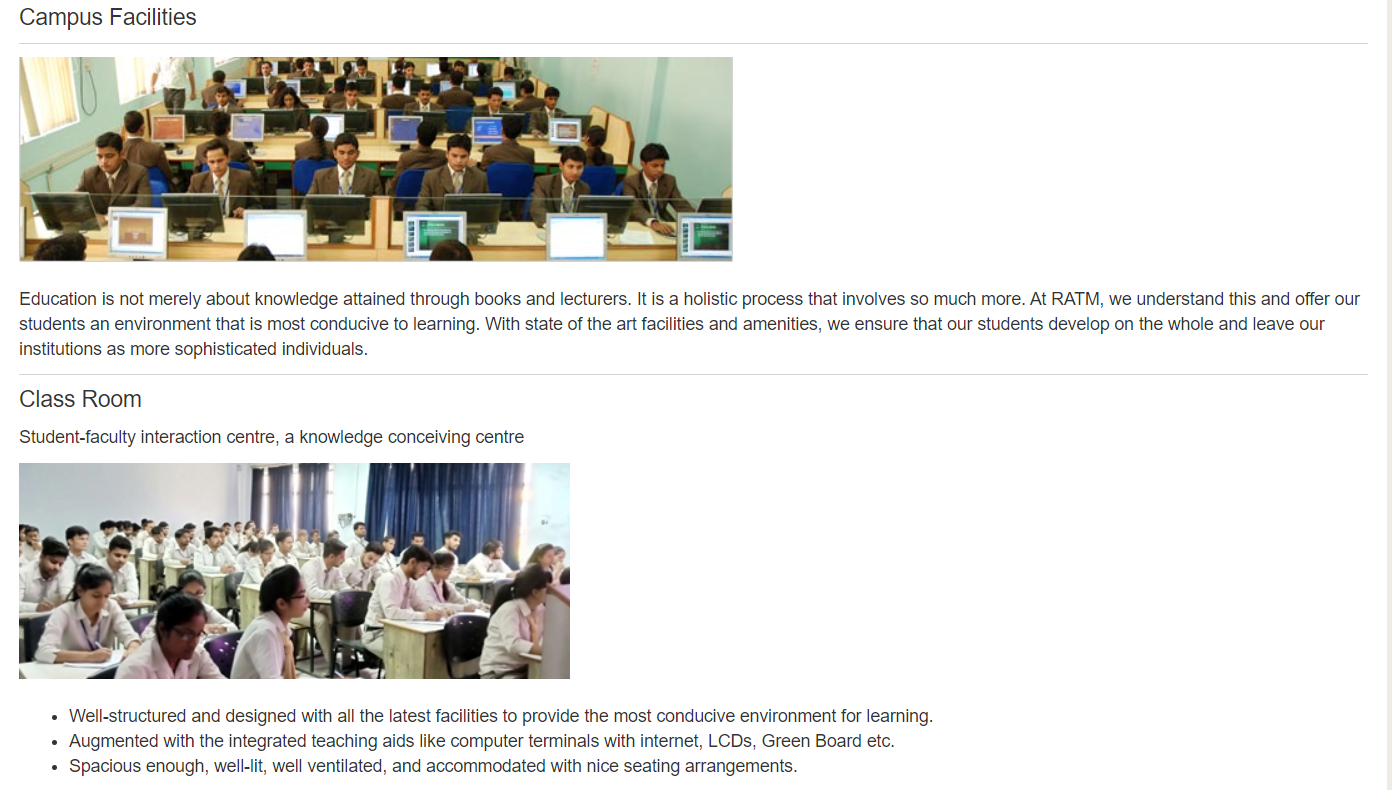 Campus Facilities
Education is not merely about knowledge attained through books and lecturers. It is a holistic process that involves so much more. At RATM, we understand this and offer our
students an environment that is most conducive to learning. With state of the art facilities and amenities, we ensure that our students develop on the whole and leave our
institutions as more sophisticated individuals.
Class Room
Student-faculty interaction centre, a knowledge conceiving centre
Well-structured and designed with all the latest facilities to provide the most conducive environment for learning.
Augmented with the integrated teaching aids like computer terminals with internet, LCDs, Green Board etc.
Spacious enough, well-lit, well ventilated, and accommodated with nice seating arrangements.